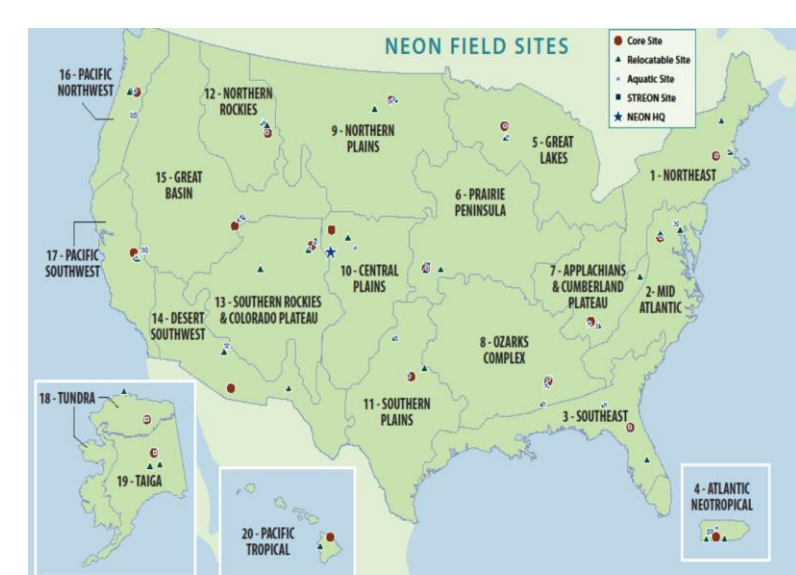 NEON FIELD SITES
Core Site
Relocatable Site
Aquatic Site
STREON Site
NEON HQ
16 - PACIFIC
NORTHWEST
12 - NORTHERN
ROCKIES
9 - NORTHERN
PLAINS
5 - GREAT
LAKES
1 - NORTHEAST
15 - GREAT
BASIN
6 - PRAIRIE
PENINSULA
17 - PACIFIC
SOUTHWEST
10 - CENTRAL
PLAINS
7 - APPLACHIANS
& CUMBERLAND
PLATEAU
2- MID
ATLANTIC
13 - SOUTHERN ROCKIES
& COLORADO PLATEAU
14 - DESERT
SOUTHWEST
8 - OZARKS
COMPLEX
11 - SOUTHERN
PLAINS
3 - SOUTHEAST
18 - TUNDRA
19 - TAIGA
20 - PACIFIC
TROPICAL
4 - ATLANTIC
NEOTROPICAL